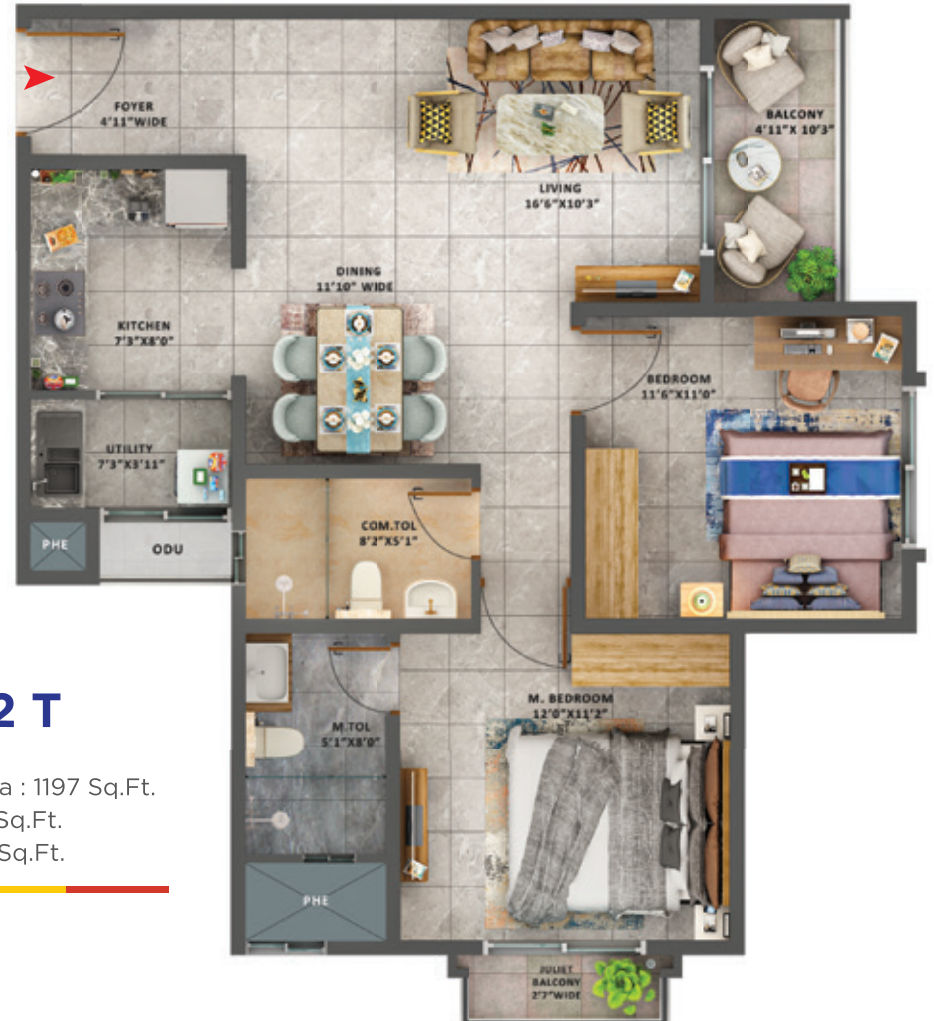 FOYER
4'11"WIDE
BALCONY
4'11"X 10'3"
LIVING
16'6"X10'3"
DINING
11'10" WIDE
KITCHEN
7'3"X8'0"
BEDROOM
11'6"X11'0"
UTILITY
7'3"X3'11"
COM.TOL
8'2"X5'1"
PHE
ODU
2 T
M. BEDROOM
12'0"X11'2"
M.TOL
5'1"X8'0"
a : 1197 Sq.Ft.
Sq.Ft.
Sq.Ft.
PHE
JULIET
BALCONY
2'7"WIDE